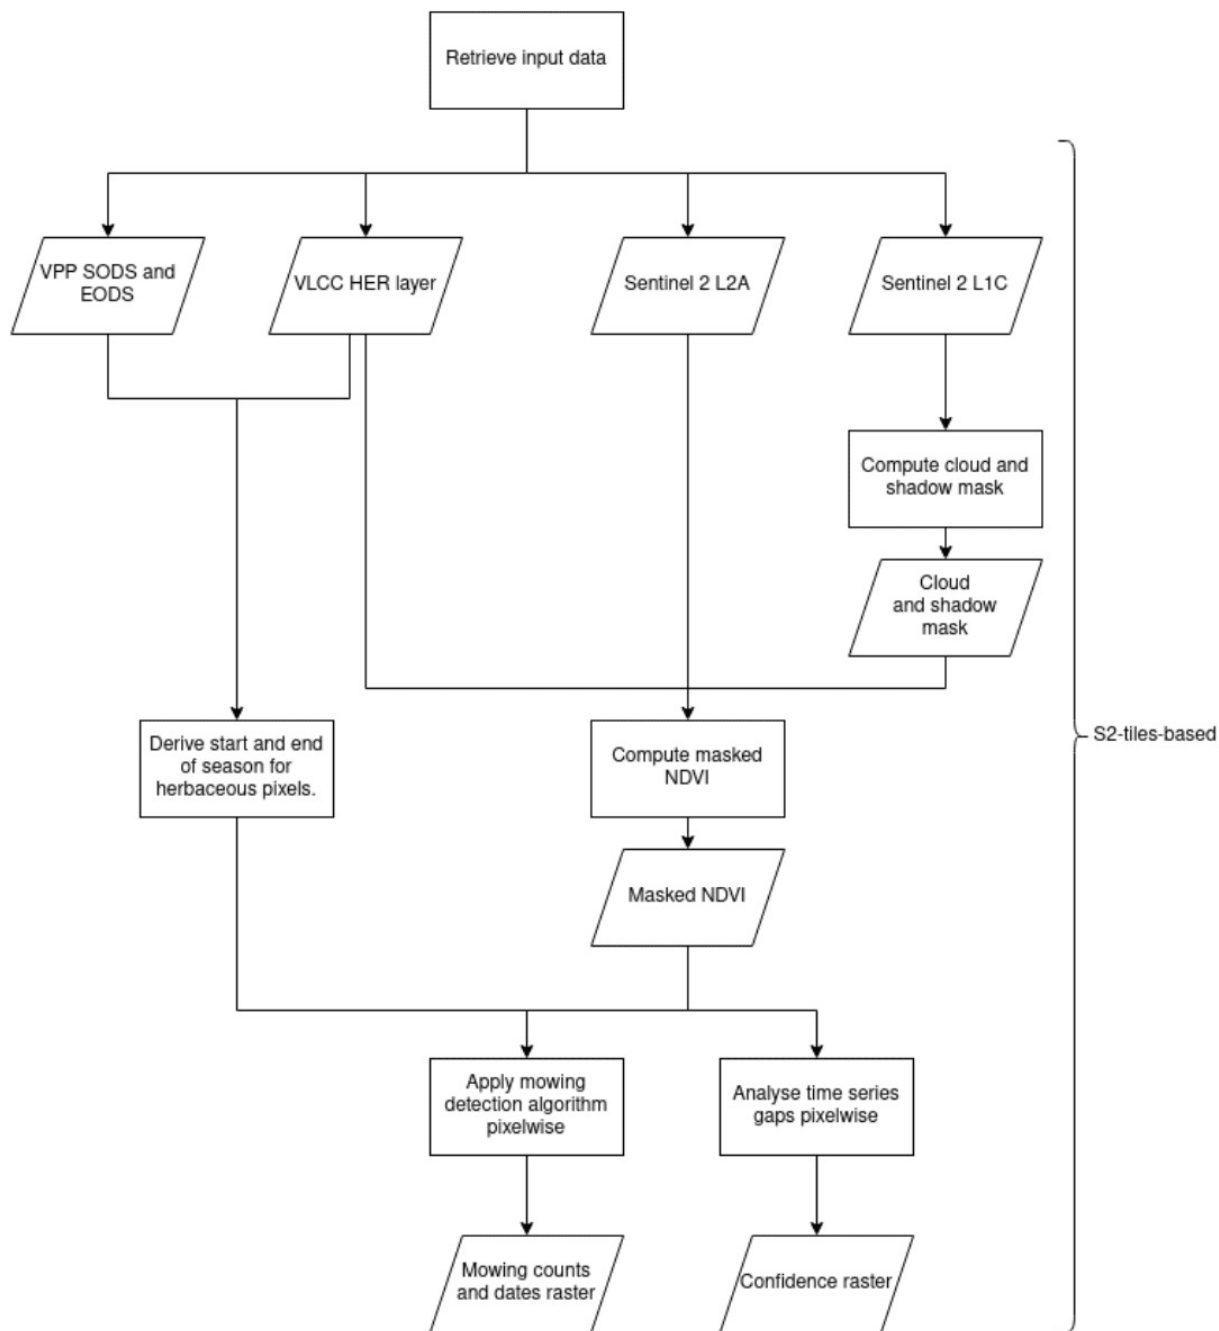 Retrieve input data
VPP SODS and
EODS
VLCC HER layer
Sentinel 2 L2A
Sentinel 2 L1C
Compute cloud and
shadow mask
Cloud
and shadow
mask
Derive start and end
of season for
herbaceous pixels.
Compute masked
NDVI
S2-tiles-based
Masked NDVI
Apply mowing
detection algorithm
pixelwise
Analyse time series
gaps pixelwise
Mowing counts
and dates raster
Confidence raster